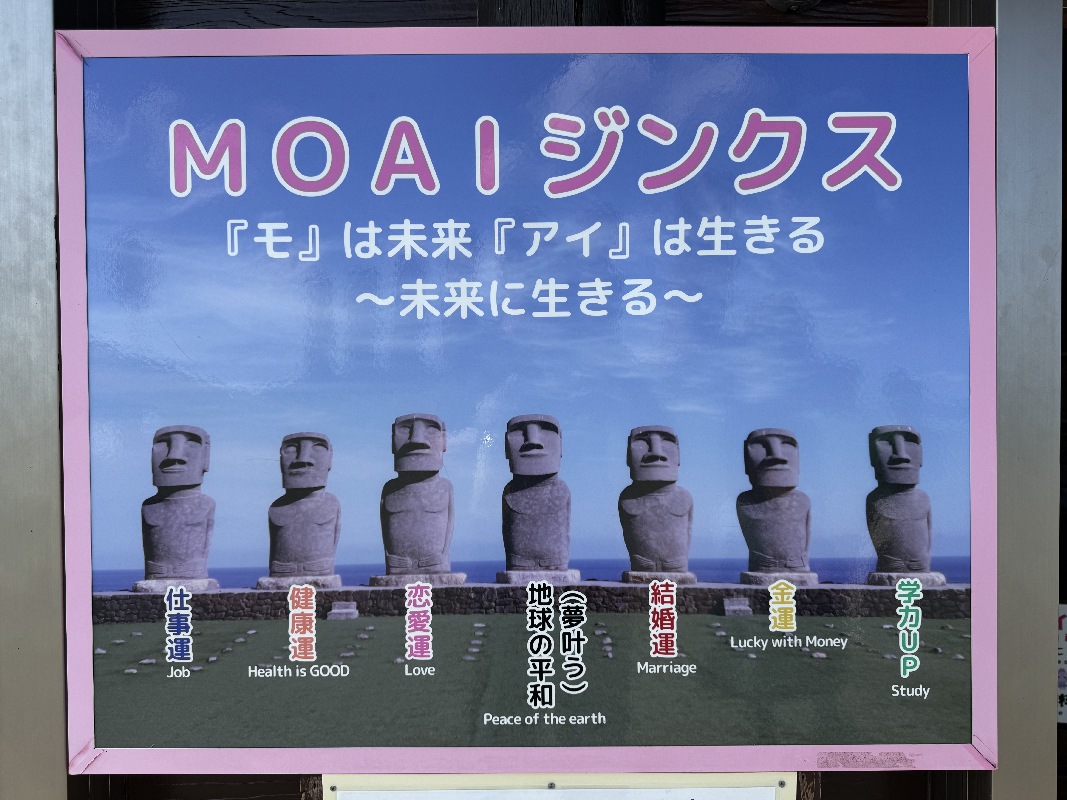 MOAIジンクス
『モ』は未来『アイ』は生きる
～未来に生きる～
仕事運
Job
健康運
Health is GOOD
恋愛運
Love
(夢叶う)
地球の平和
Peace of the earth
結婚運
Marriage
金運
Lucky with Money
学力UP
Study